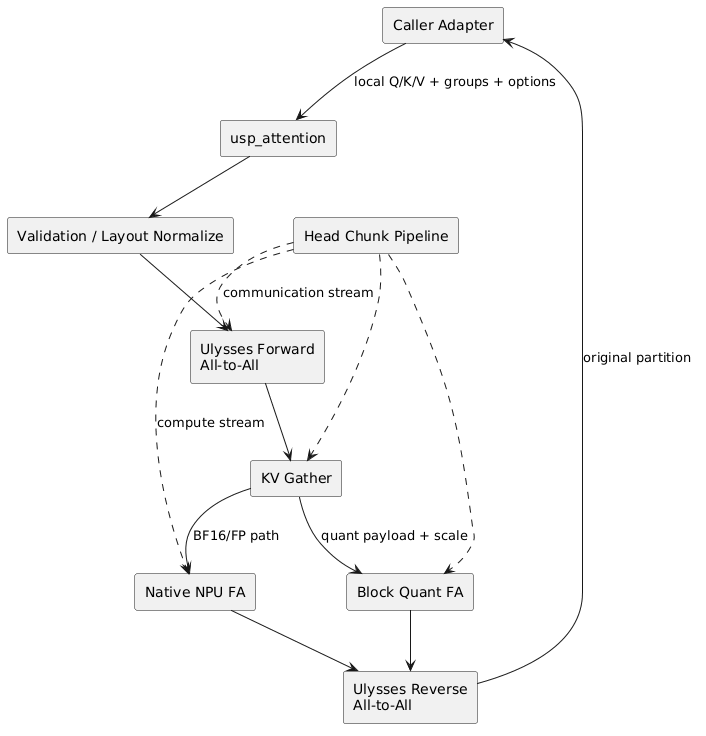 Caller Adapter
local Q/K/V + groups + options
usp_attention
Validation / Layout Normalize
Head Chunk Pipeline
communication stream
Ulysses Forward
All-to-All
original partition
compute stream
KV Gather
BF16/FP path
quant payload + scale
Native NPU FA
Block Quant FA
Ulysses Reverse
All-to-All